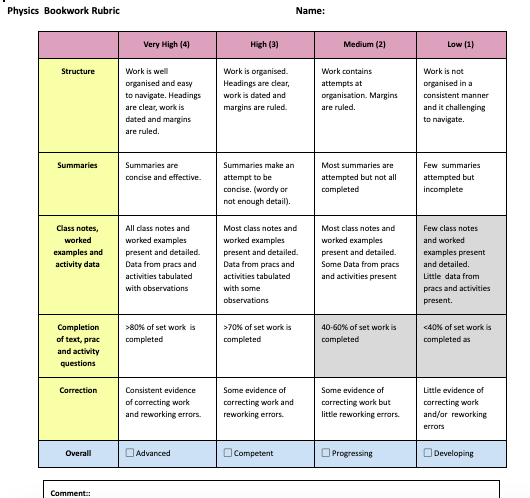 Physics Bookwork Rubric Name:
Very High (4) High (3) Medium (2) Low (1)
Structure
Work is well
organised and easy
to navigate. Headings
are clear, work is
dated and margins
are ruled.
Work is organised.
Headings are clear,
work is dated and
margins are ruled.
Work contains
attempts at
organisation. Margins
are ruled.
Work is not
organised in a
consistent manner
and it challenging
to navigate.
Summaries
Summaries are
concise and effective.
Summaries make an
attempt to be
concise. (wordy or
not enough detail).
Most summaries are
attempted but not all
completed
Few summaries
attempted but
incomplete
Class notes,
worked
examples and
activity data
All class notes and
worked examples
present and detailed.
Data from pracs and
activities tabulated
with observations
Most class notes and
worked examples
present and detailed.
Data from pracs and
activities tabulated
with some
observations
Most class notes and
worked examples
present and detailed.
Some Data from pracs
and activities present
Few class notes
and worked
examples present
and detailed.
Little data from
pracs and activities
present.
Completion
of text, prac
and activity
questions
>80% of set work is
completed
>70% of set work is
completed
40-60% of set work is
completed
<40% of set work is
completed as
Correction
Consistent evidence
of correcting work
and reworking errors.
Some evidence of
correcting work and
reworking errors.
Some evidence of
correcting work but
little reworking errors.
Little evidence of
correcting work
and/or reworking
errors
Overall ☐ Advanced ☐ Competent ☐ Progressing ☐ Developing
Comment::